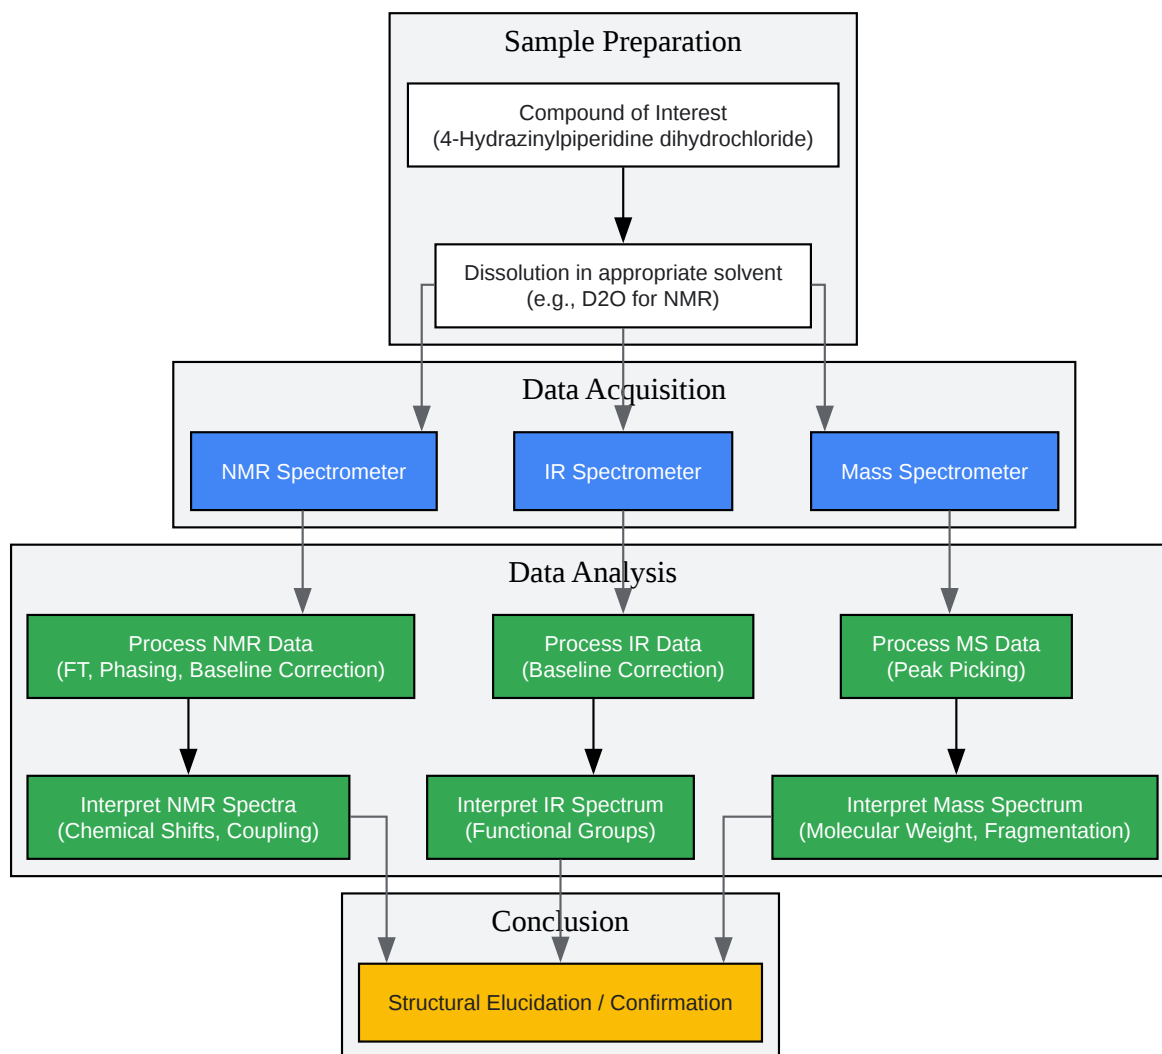 Sample Preparation
Compound of Interest
(4-Hydrazinylpiperidine dihydrochloride)
Dissolution in appropriate solvent
(e.g., D2O for NMR)
Data Acquisition
NMR Spectrometer
IR Spectrometer
Mass Spectrometer
Data Analysis
Process NMR Data
(FT, Phasing, Baseline Correction)
Process IR Data
(Baseline Correction)
Process MS Data
(Peak Picking)
Interpret NMR Spectra
(Chemical Shifts, Coupling)
Interpret IR Spectrum
(Functional Groups)
Interpret Mass Spectrum
(Molecular Weight, Fragmentation)
Conclusion
Structural Elucidation / Confirmation